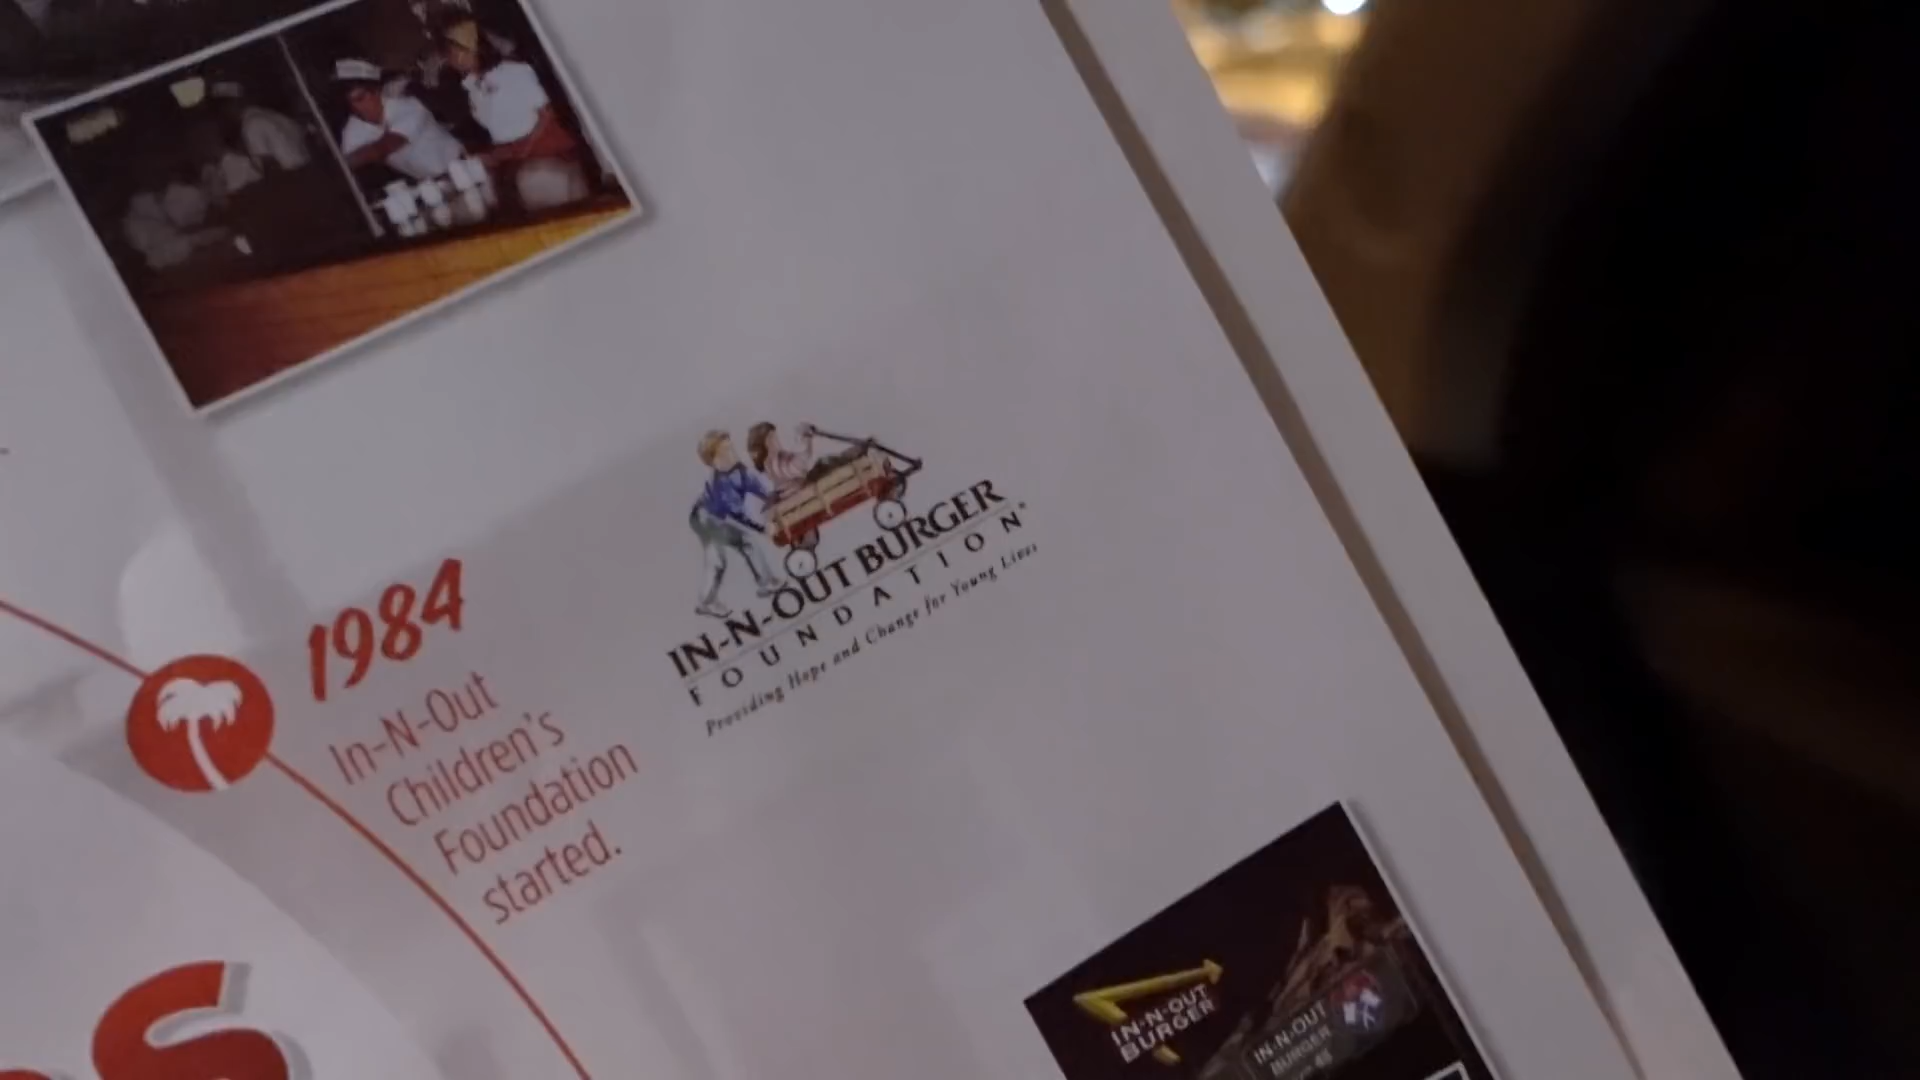 1984
In-N-Out
Children's
Foundation
started.
IN-N-OUT BURGER
FOUNDATION
Providing Hope and Change for Young Lives
IN-N-OUT
BURGER
IN-N-OUT
BURGER